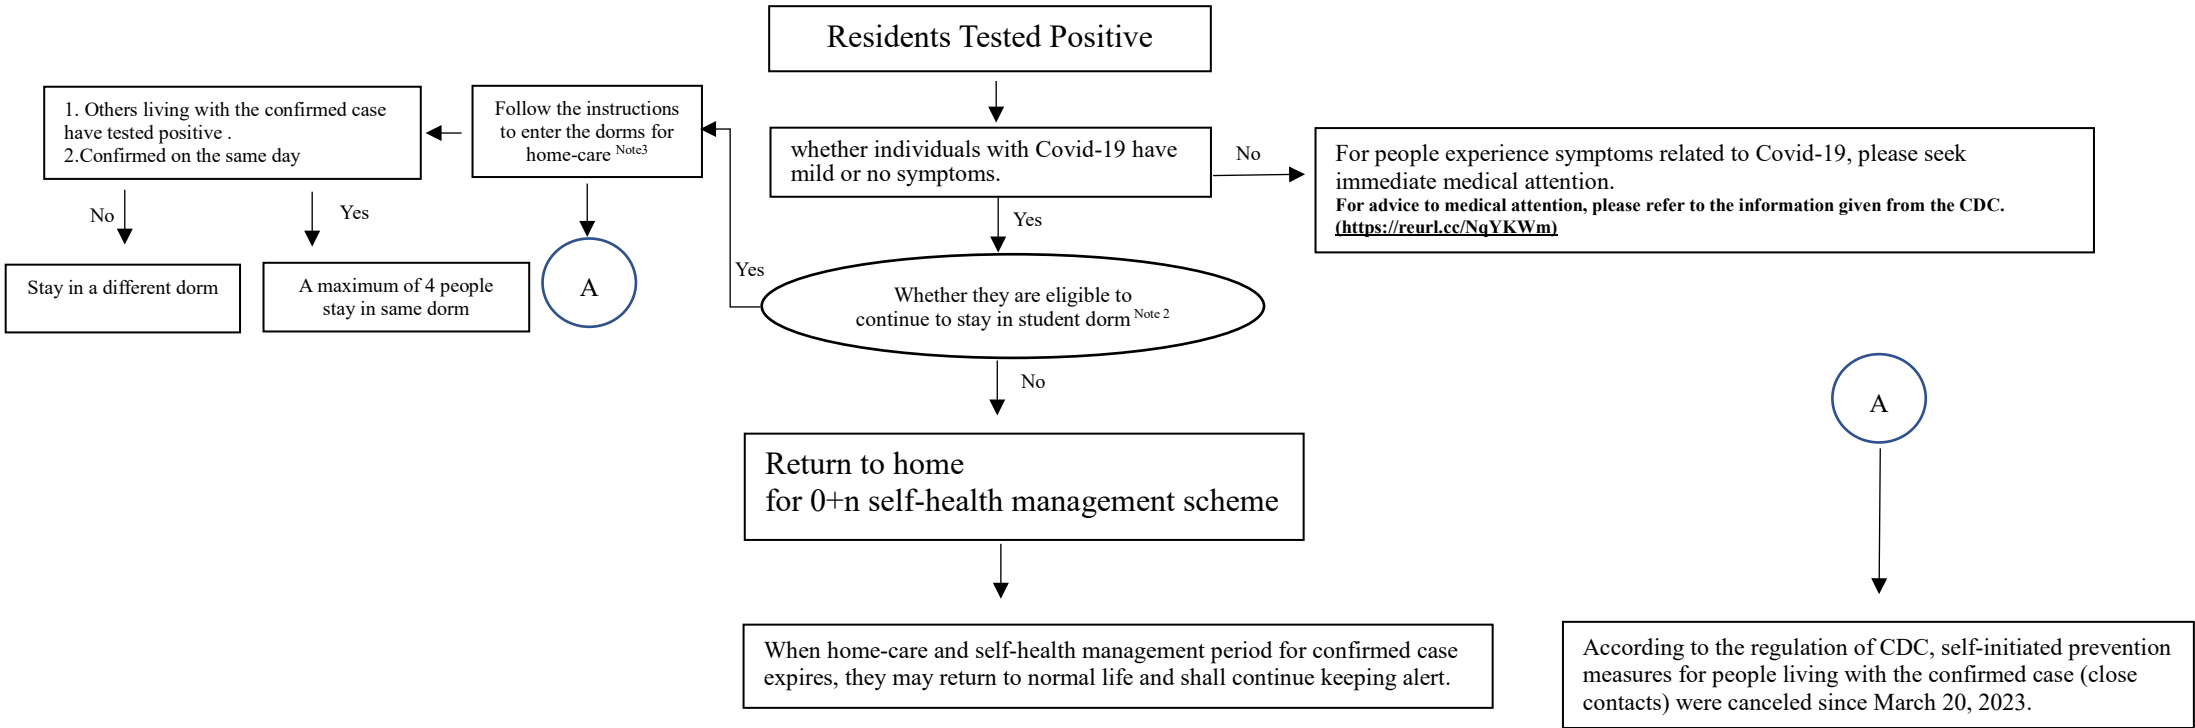 Residents Tested Positive
1. Others living with the confirmed case
have tested positive .
2.Confirmed on the same day
Follow the instructions
to enter the dorms for
home-care Note3
whether individuals with Covid-19 have
mild or no symptoms.
No
For people experience symptoms related to Covid-19, please seek
immediate medical attention.
For advice to medical attention, please refer to the information given from the CDC.
(https://reurl.cc/NqYKWm)
No
Yes
Yes
Yes
Stay in a different dorm
A maximum of 4 people
stay in same dorm
A
Whether they are eligible to
continue to stay in student dorm Note 2
No
A
Return to home
for 0+n self-health management scheme
When home-care and self-health management period for confirmed case
expires, they may return to normal life and shall continue keeping alert.
According to the regulation of CDC, self-initiated prevention
measures for people living with the confirmed case (close
contacts) were canceled since March 20, 2023.